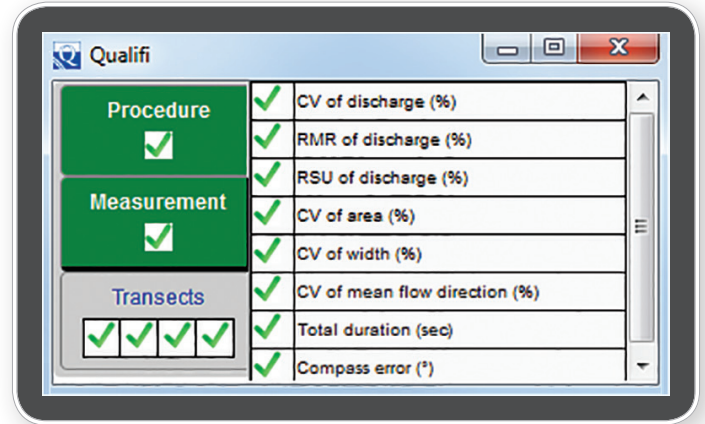 Qualifi
Procedure
Measurement
Transects
CV of discharge (%)
RMR of discharge (%)
RSU of discharge (%)
CV of area (%)
CV of width (%)
CV of mean flow direction (%)
Total duration (sec)
Compass error (°)